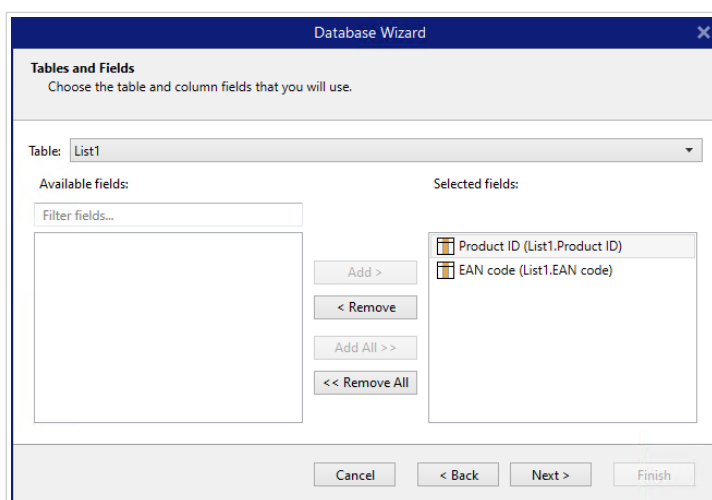 Database Wizard
Tables and Fields
Choose the table and column fields that you will use.
Table: List1
Available fields:
Selected fields:
Filter fields...
Product ID (List1.Product ID)
EAN code (List1.EAN code)
Add >
< Remove
Add All >>
<< Remove All
Cancel
< Back
Next >
Finish